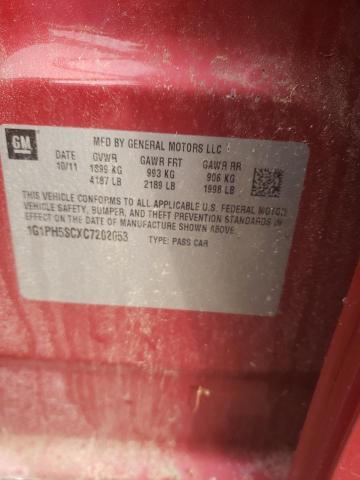 GM
MFD BY GENERAL MOTORS LLC
DATE GVWR GAWR FRT GAWR RR
10/11 1899 KG 993 KG 906 KG
4187 LB 2189 LB 1998 LB
THIS VEHICLE CONFORMS TO ALL APPLICABLE U.S. FEDERAL MOTOR
VEHICLE SAFETY, BUMPER, AND THEFT PREVENTION STANDARDS
IN EFFECT ON THE DATE OF MANUFACTURE SHOWN ABOVE.
1G1PH5SCXC7202053 TYPE: PASS CAR